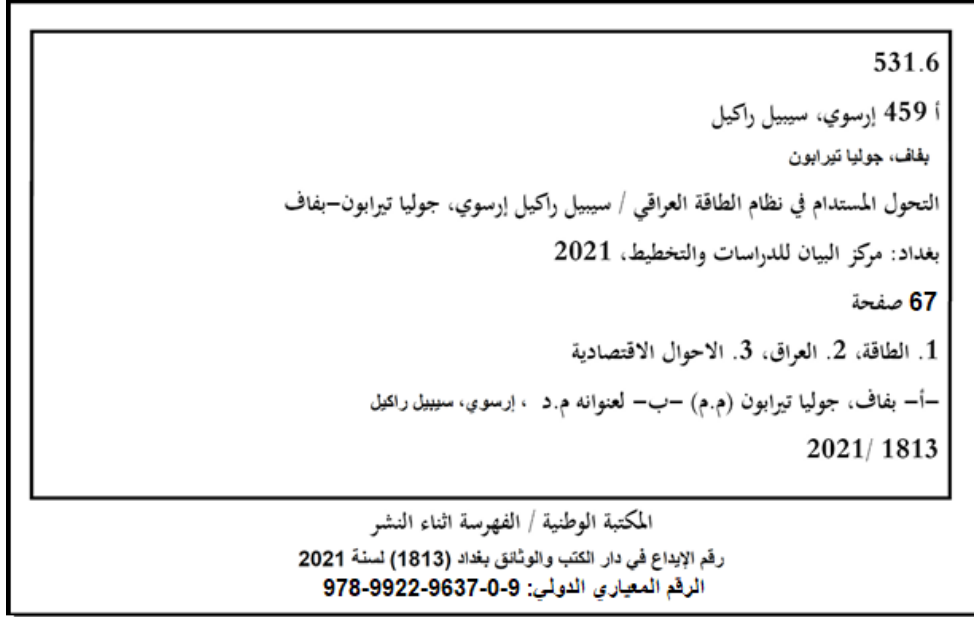 531.6
أ 459 إرسوي، سيبيل راكيل
بفاف، جوليا تيرابون
التحول المستدام في نظام الطاقة العراقي / سيبيل راكيل إرسوي، جوليا تيرابون–بفاف
بغداد: مركز البيان للدراسات والتخطيط، 2021
67 صفحة
1. الطاقة، 2. العراق، 3. الاحوال الاقتصادية
–أ– بفاف، جوليا تيرابون (م.م) –ب– لعنوانه م.د ، إرسوي، سيبيل راكيل
1813 /2021
المكتبة الوطنية / الفهرسة اثناء النشر
رقم الإيداع في دار الكتب والوثائق بغداد (1813) لسنة 2021
الرقم المعياري الدولي: 9-0-9637-9922-978